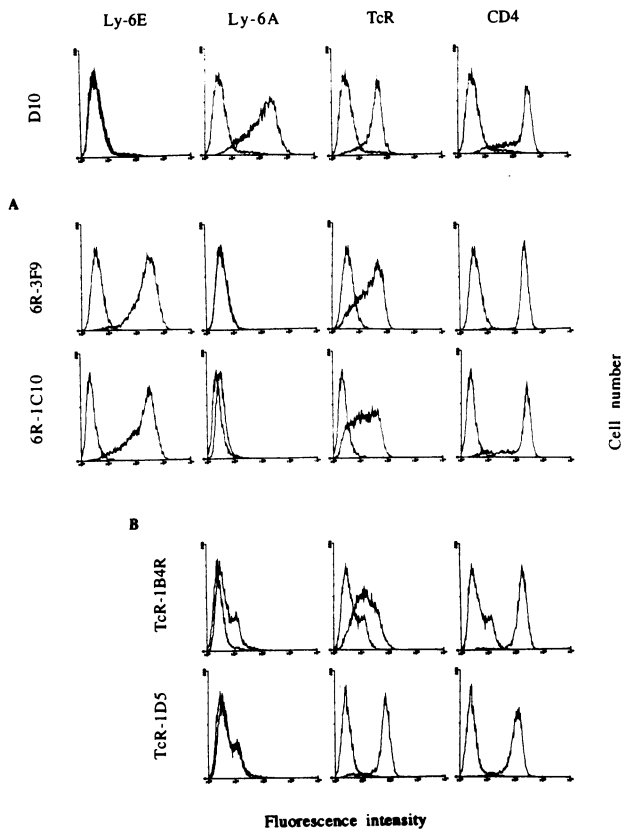 Ly-6E Ly-6A TcR CD4
D10
A
6R-3F9
6R-1C10
Cell number
B
TcR-1B4R
TcR-1D5
Fluorescence intensity